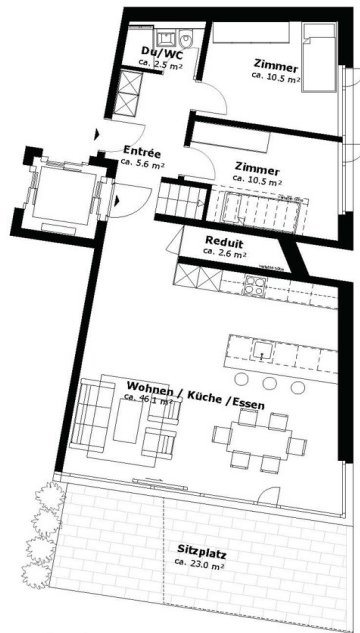 Du/WC
ca. 2.5 m²
Zimmer
ca. 10.5 m²
Entrée
ca. 5.6 m²
Zimmer
ca. 10.5 m²
Reduit
ca. 2.6 m²
Wohnen / Küche /Essen
ca. 46.1 m²
Sitzplatz
ca. 23.0 m²